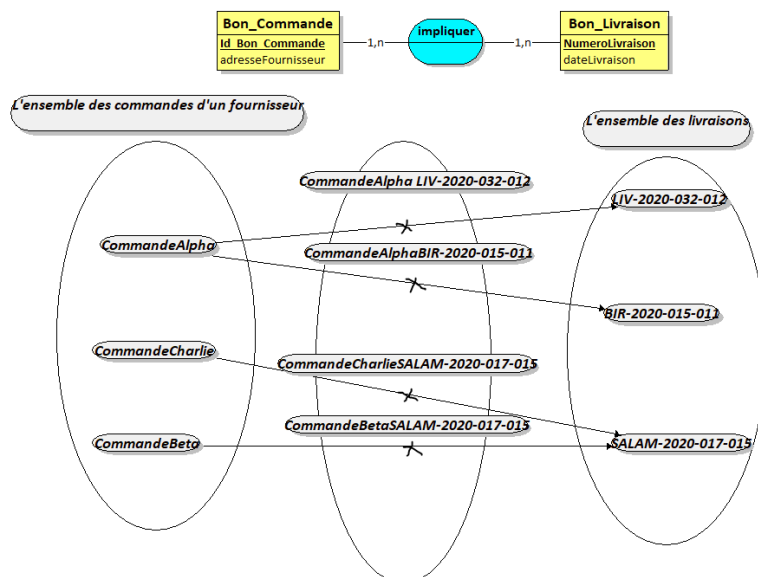 Bon_Commande
impliquer
Bon_Livraison
Id_Bon_Commande
1,n
1,n
NumeroLivraison
adresseFournisseur
dateLivraison
L'ensemble des commandes d'un fournisseur
L'ensemble des livraisons
CommandeAlpha LIV-2020-032-012
LIV-2020-032-012
CommandeAlpha
CommandeAlphaBIR-2020-015-011
BIR-2020-015-011
CommandeCharlie
CommandeCharlieSALAM-2020-017-015
CommandeBetaSALAM-2020-017-015
CommandeBeta
SALAM-2020-017-015